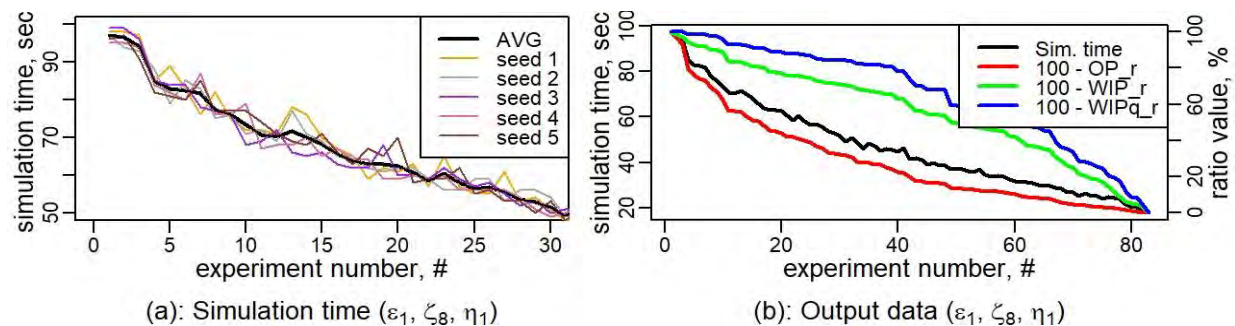 simulation time, sec
50
70
90
0
5
10
15
20
25
30
experiment number, #
AVG
seed 1
seed 2
seed 3
seed 4
seed 5
(a): Simulation time (ε₁, ζ₈, η₁)
simulation time, sec
20
40
60
80
100
0
20
40
60
80
experiment number, #
Sim. time
100 - OP_r
100 - WIP_r
100 - WIPq_r
0
20
60
100
ratio value, %
(b): Output data (ε₁, ζ₈, η₁)